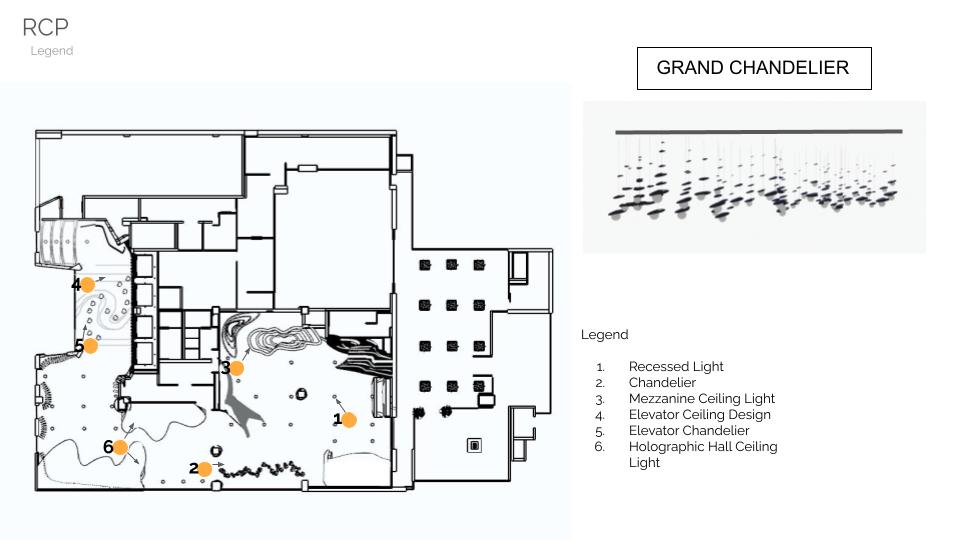 RCP
Legend
GRAND CHANDELIER
4
5
3
1
6
2
Legend
1. Recessed Light
2. Chandelier
3. Mezzanine Ceiling Light
4. Elevator Ceiling Design
5. Elevator Chandelier
6. Holographic Hall Ceiling
Light